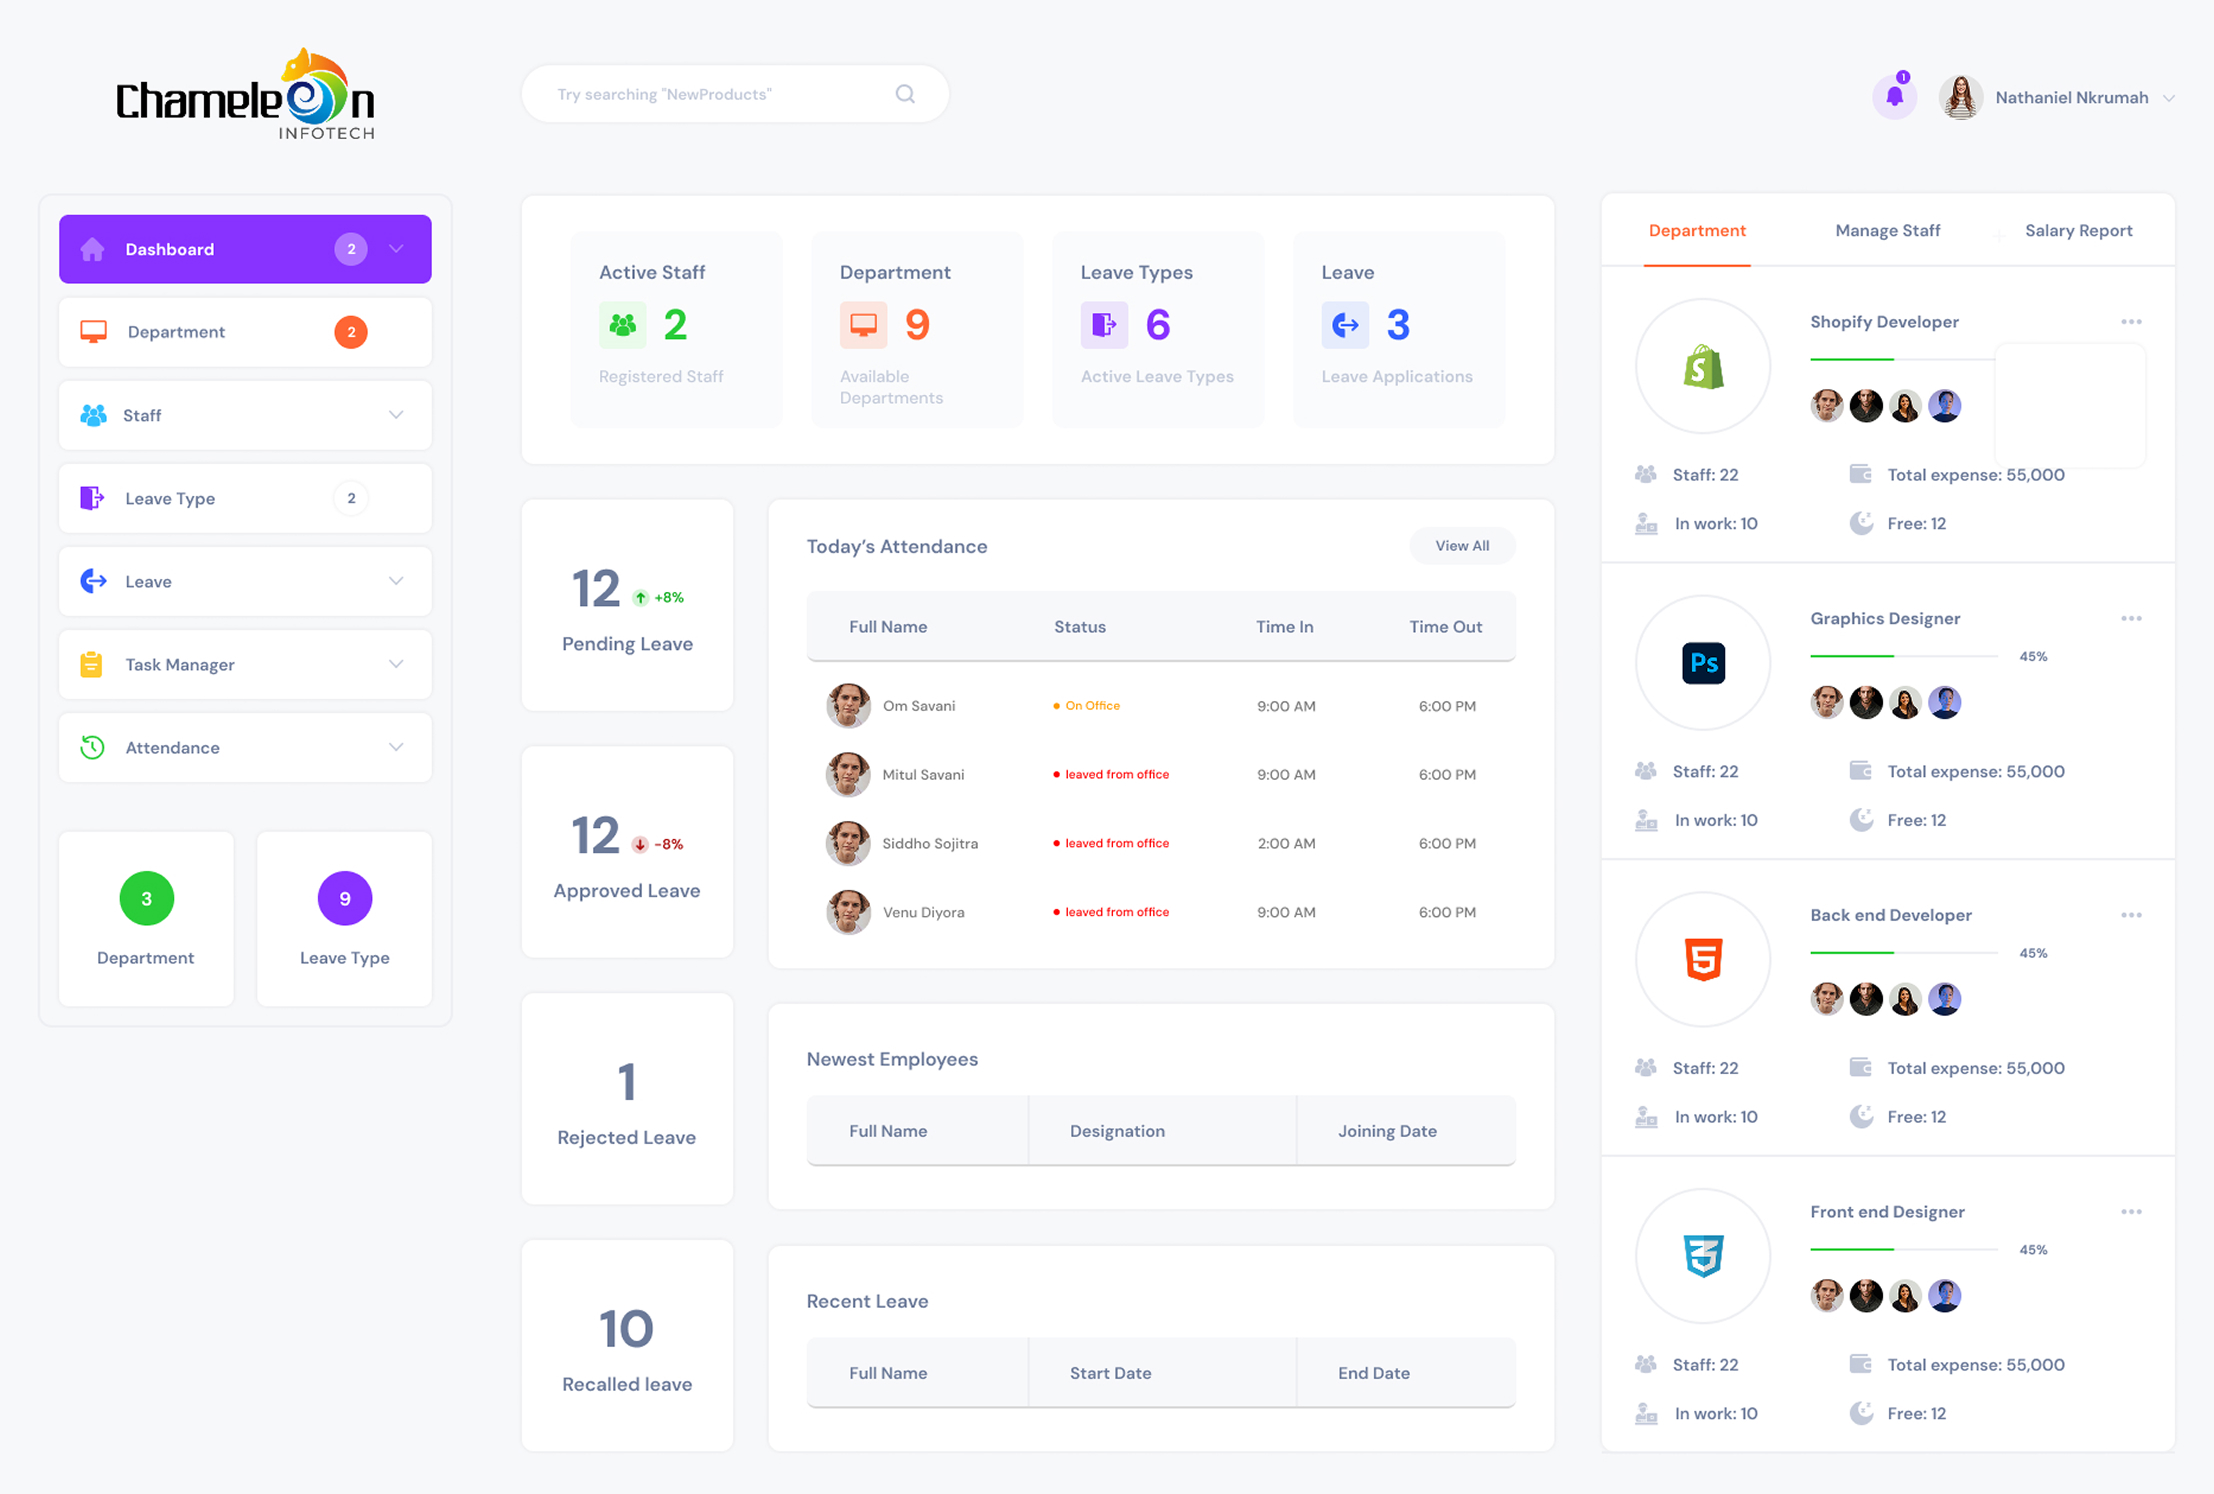 Chameleon
INFOTECH
Try searching "NewProducts"
1
Nathaniel Nkrumah
Dashboard 2
Department 2
Staff
Leave Type 2
Leave
Task Manager
Attendance
3
Department
9
Leave Type
Active Staff
2
Registered Staff
Department
9
Available
Departments
Leave Types
6
Active Leave Types
Leave
3
Leave Applications
12 +8%
Pending Leave
12 -8%
Approved Leave
1
Rejected Leave
10
Recalled leave
Today’s Attendance View All
Full Name Status Time In Time Out
Om Savani On Office 9:00 AM 6:00 PM
Mitul Savani leaved from office 9:00 AM 6:00 PM
Siddho Sojitra leaved from office 2:00 AM 6:00 PM
Venu Diyora leaved from office 9:00 AM 6:00 PM
Newest Employees
Full Name Designation Joining Date
Recent Leave
Full Name Start Date End Date
Department Manage Staff Salary Report
Shopify Developer
Staff: 22 Total expense: 55,000
In work: 10 Free: 12
Graphics Designer
Ps
45%
Staff: 22 Total expense: 55,000
In work: 10 Free: 12
Back end Developer
5
45%
Staff: 22 Total expense: 55,000
In work: 10 Free: 12
Front end Designer
3
45%
Staff: 22 Total expense: 55,000
In work: 10 Free: 12